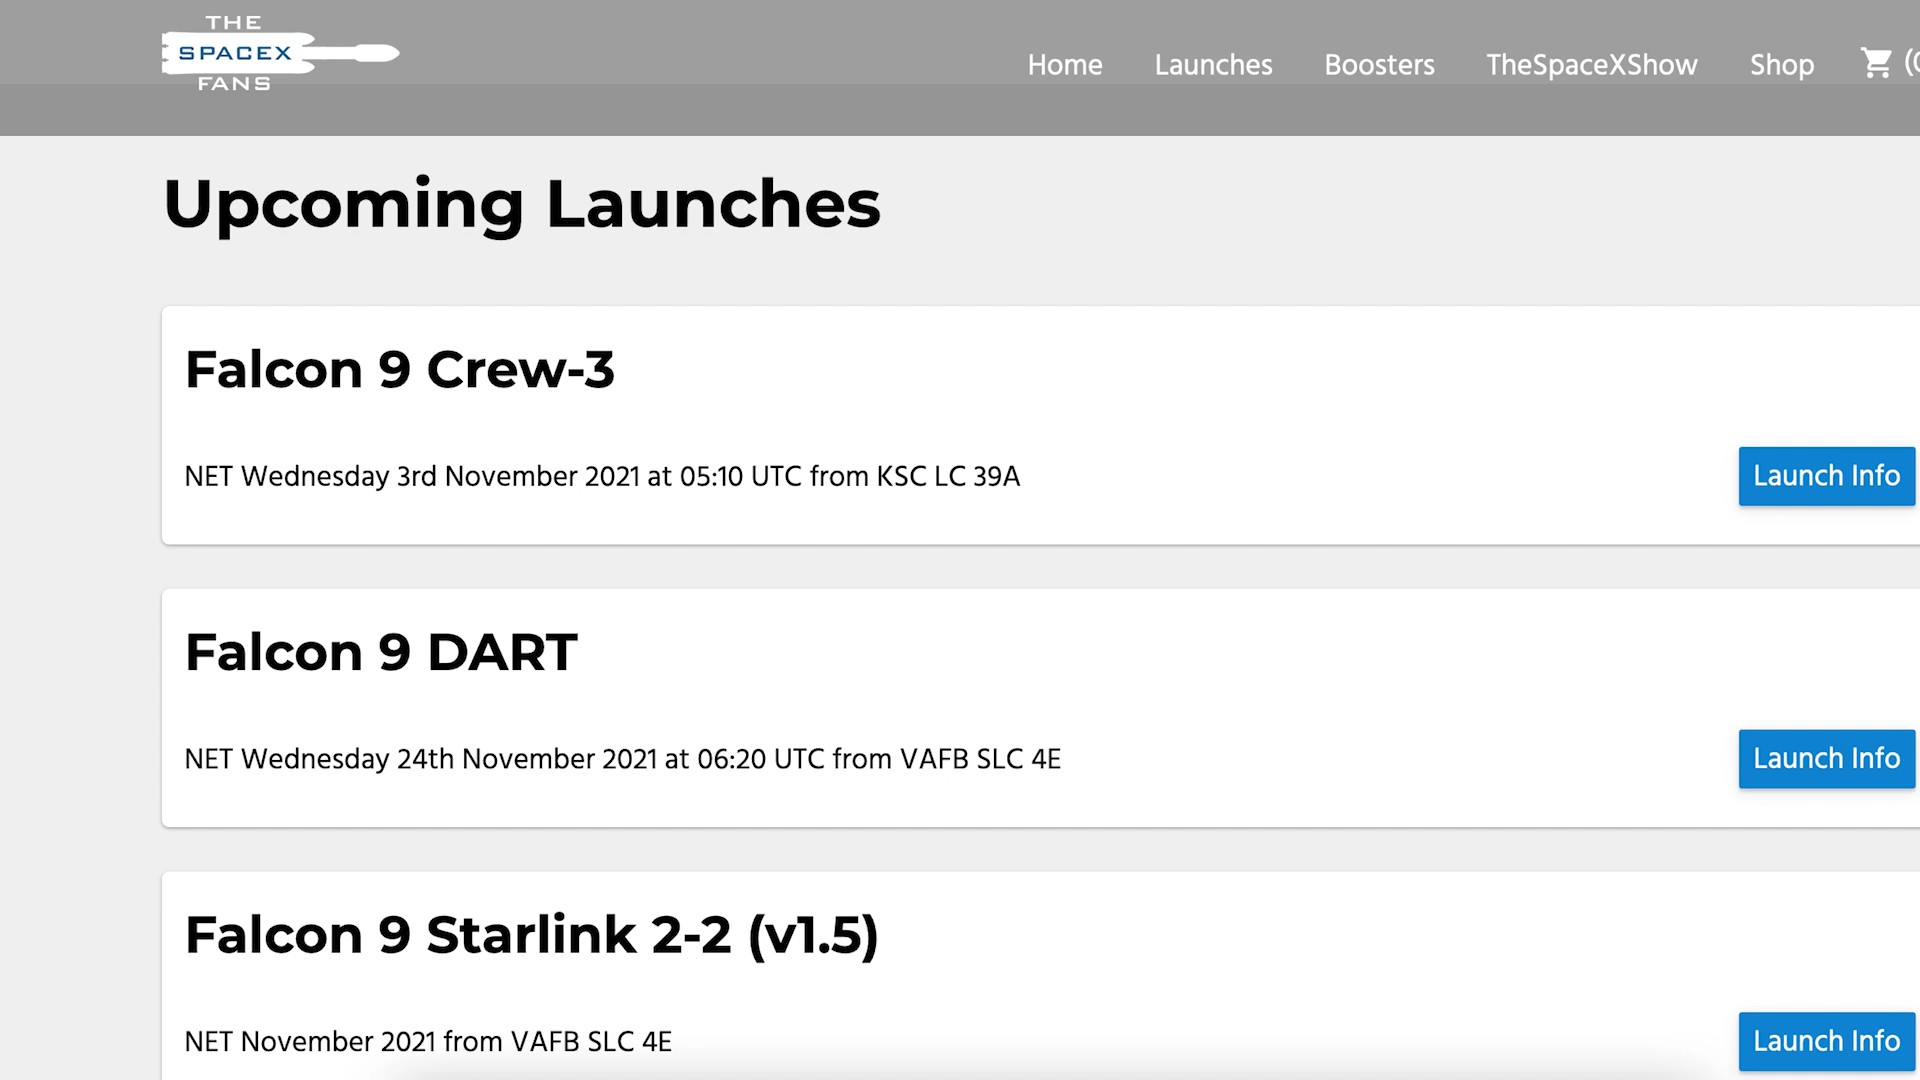 THE
SPACEX
FANS
Home Launches Boosters TheSpaceXShow Shop
Upcoming Launches
Falcon 9 Crew-3
NET Wednesday 3rd November 2021 at 05:10 UTC from KSC LC 39A
Launch Info
Falcon 9 DART
NET Wednesday 24th November 2021 at 06:20 UTC from VAFB SLC 4E
Launch Info
Falcon 9 Starlink 2-2 (v1.5)
NET November 2021 from VAFB SLC 4E
Launch Info